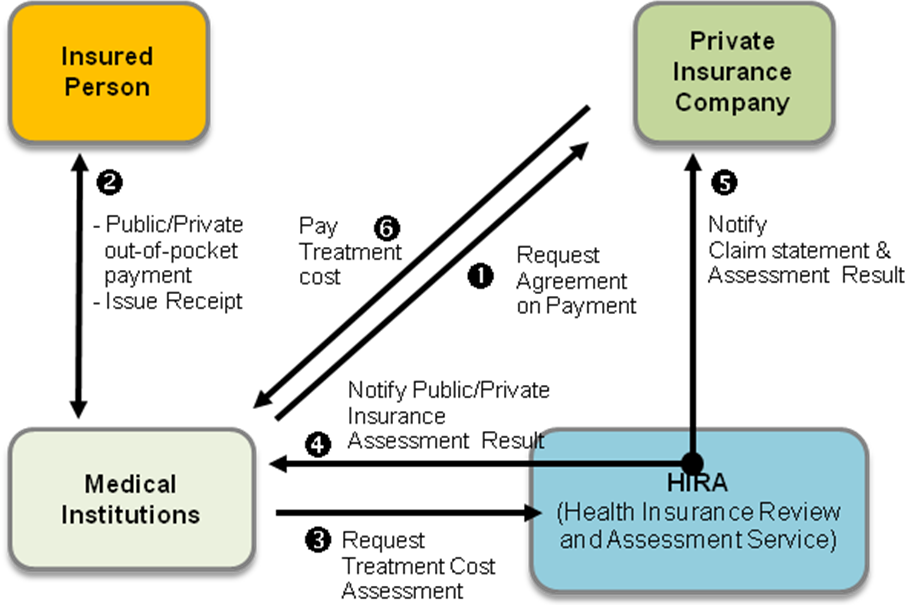 Insured
Person
Private
Insurance
Company
❷
- Public/Private
out-of-pocket
payment
- Issue Receipt
Pay
Treatment
cost
❻
❶
Request
Agreement
on Payment
❺
Notify
Claim statement &
Assessment Result
Notify Public/Private
Insurance
Assessment Result
❹
Medical
Institutions
HIRA
(Health Insurance Review
and Assessment Service)
❸
Request
Treatment Cost
Assessment